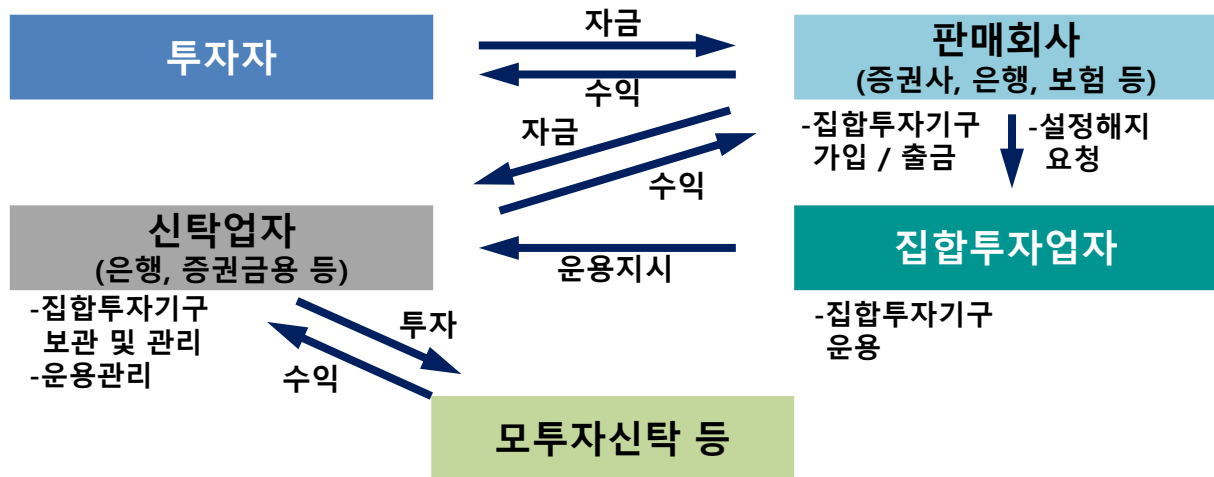 투자자
자금
수익
판매회사
(증권사, 은행, 보험 등)
-집합투자기구
가입 / 출금
-설정해지
요청
자금
수익
신탁업자
(은행, 증권금용 등)
운용지시
집합투자업자
-집합투자기구
보관 및 관리
-운용관리
-집합투자기구
운용
투자
수익
모투자신탁 등